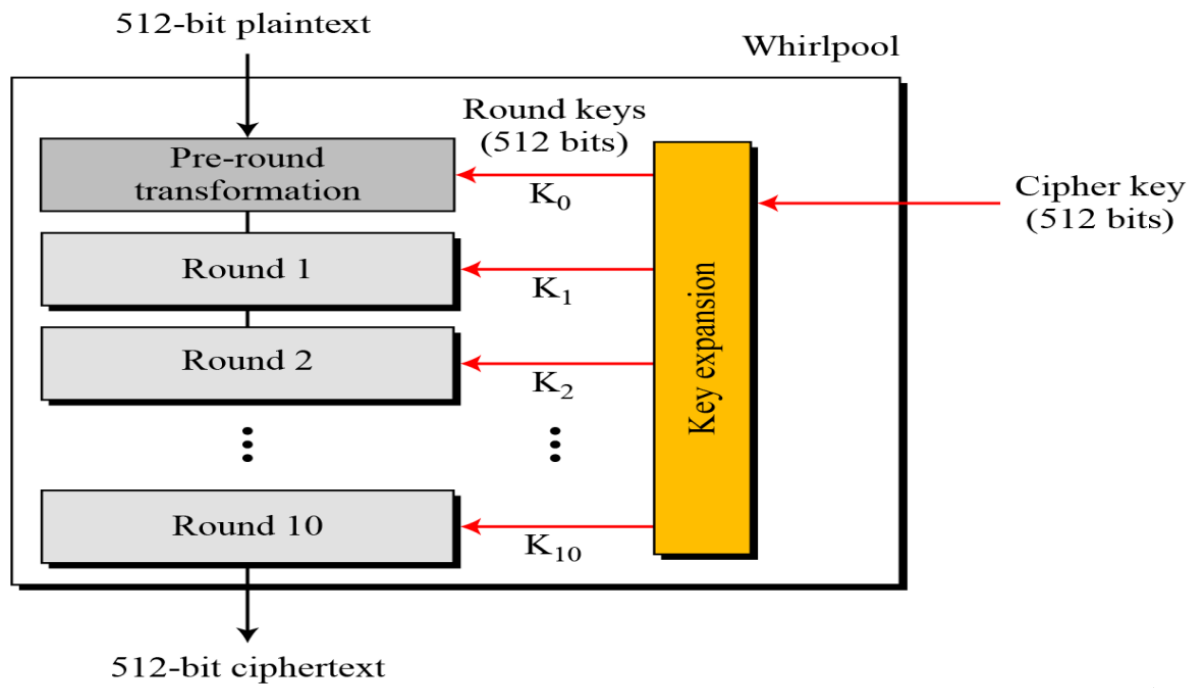 512-bit plaintext
Whirlpool
Round keys
(512 bits)
Pre-round
transformation
K0
Cipher key
(512 bits)
Round 1
K1
Key expansion
Round 2
K2
Round 10
K10
512-bit ciphertext